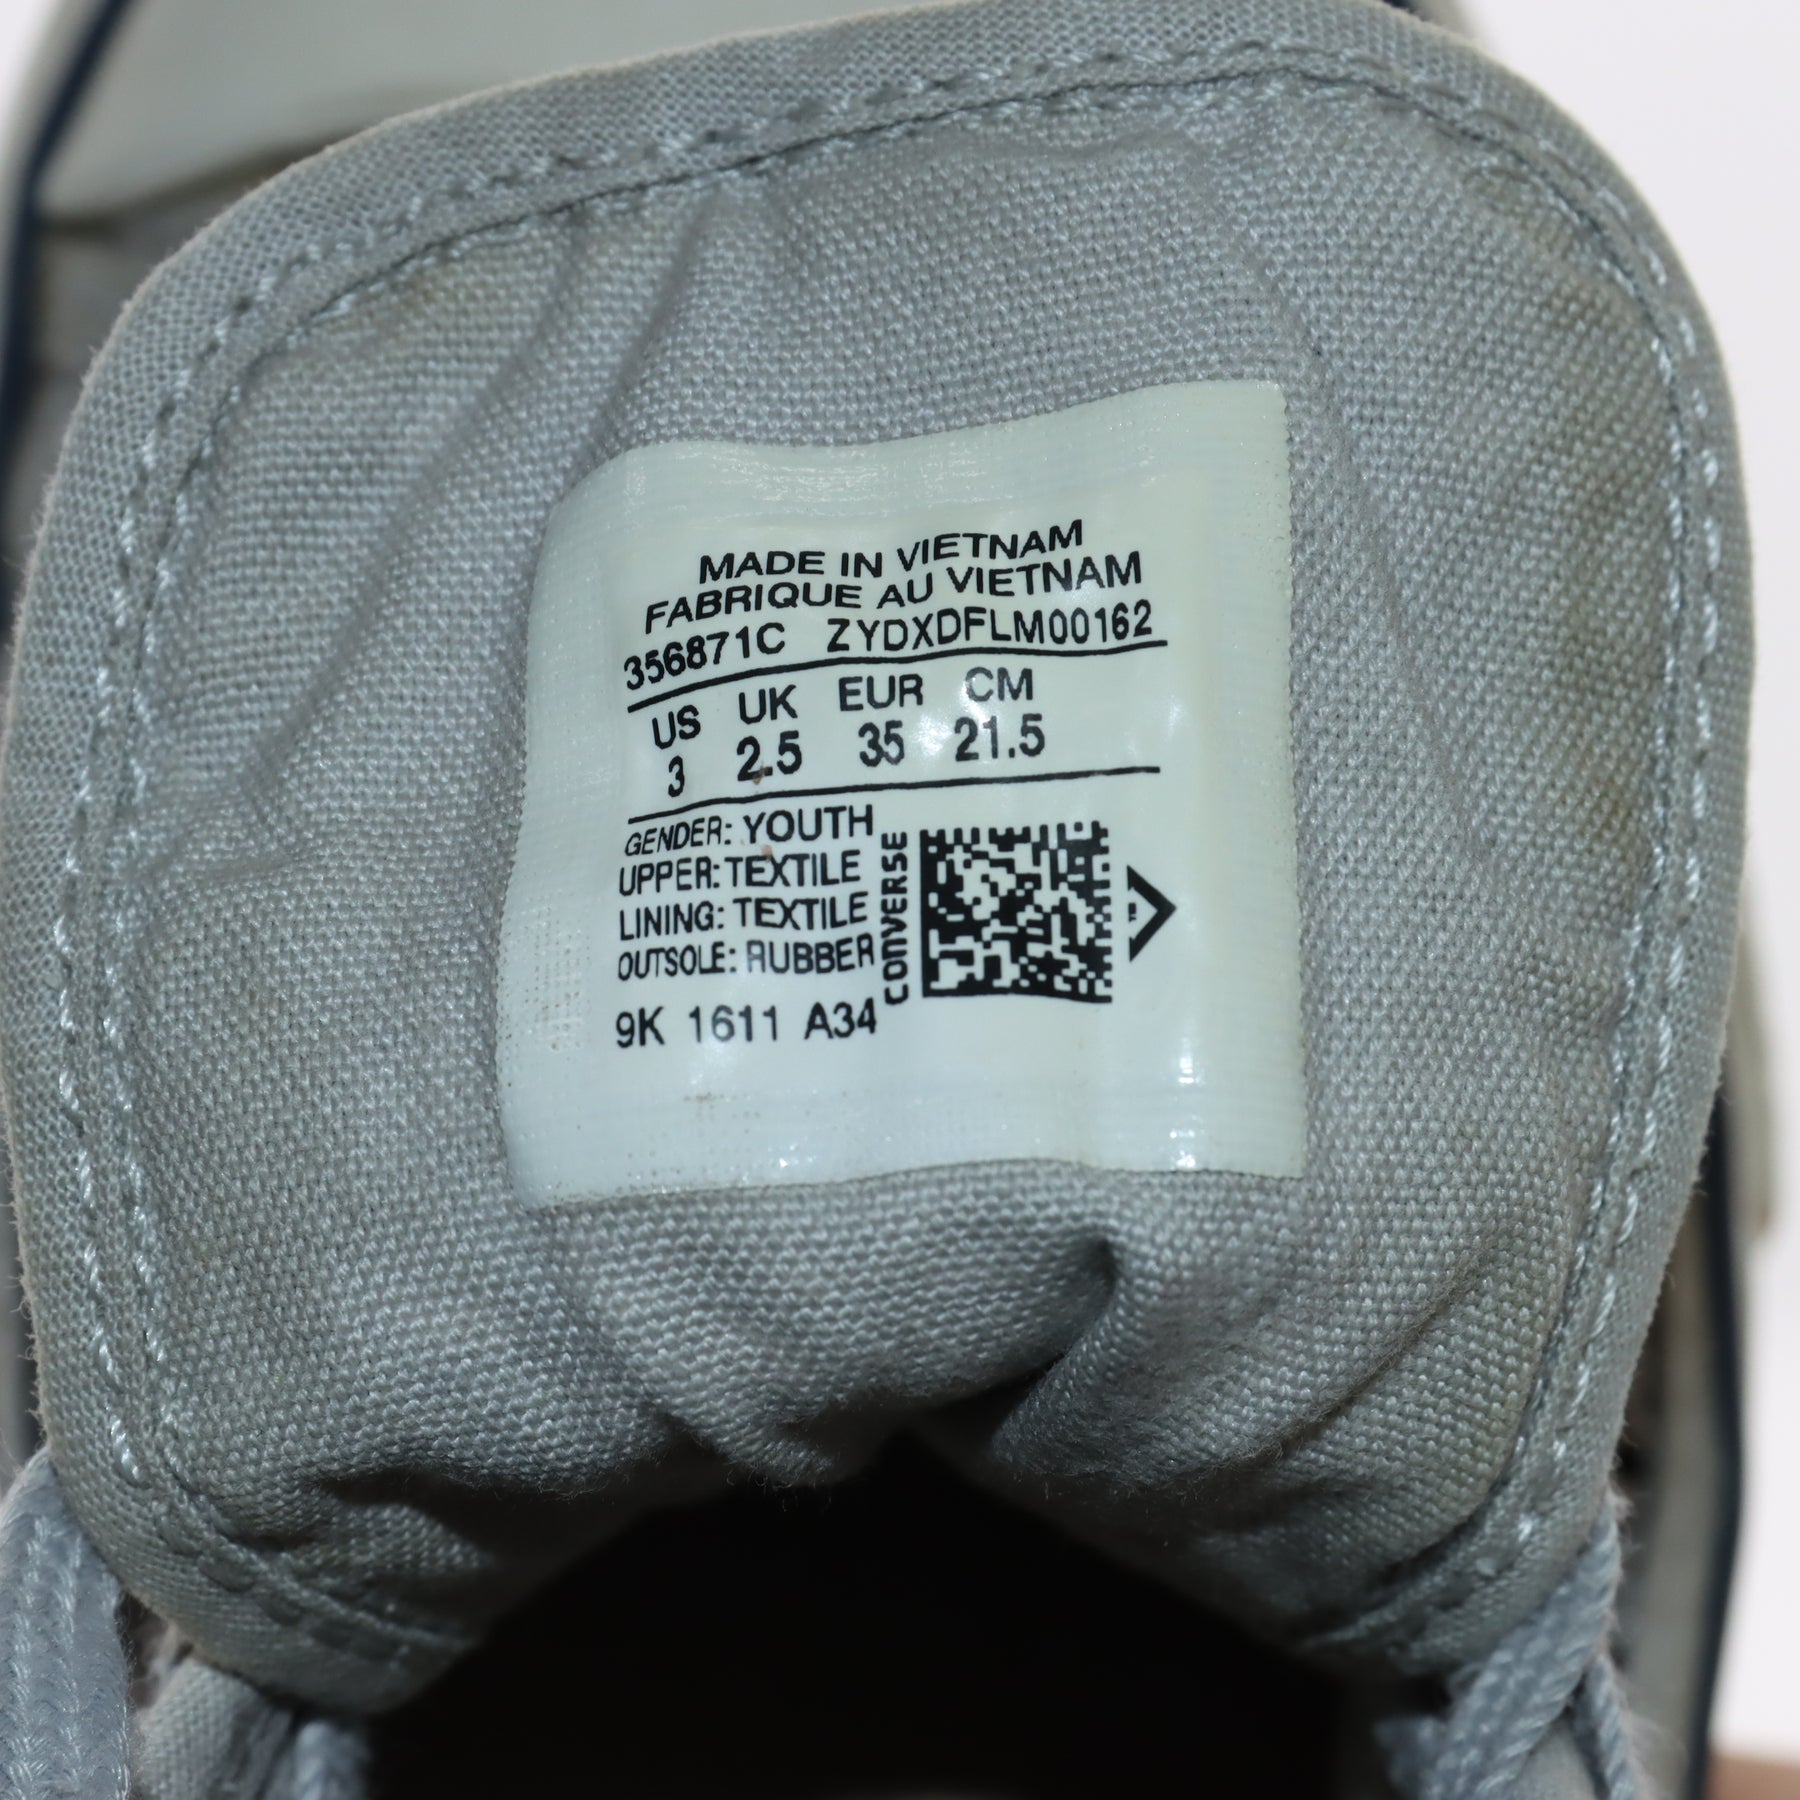 MADE IN VIETNAM
FABRIQUE AU VIETNAM
356871C ZYDXDFLM00162
US UK EUR CM
3 2.5 35 21.5
GENDER: YOUTH
UPPER: TEXTILE
LINING: TEXTILE
OUTSOLE: RUBBER
CONVERSE
9K 1611 A34